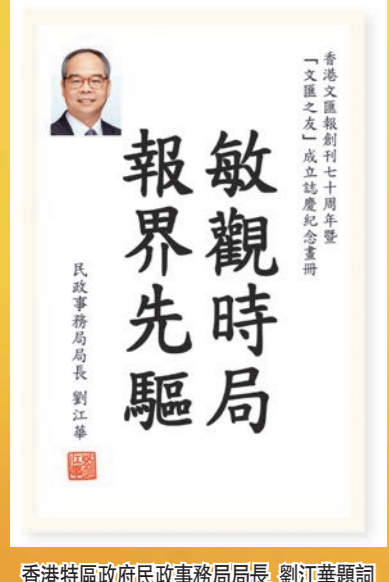 香港文匯報創刊七十周年暨
「文匯之友」成立誌慶紀念畫冊
敏觀時局
報界先驅
民政事務局局長 劉江華
香港特區政府民政事務局局長 劉江華題詞